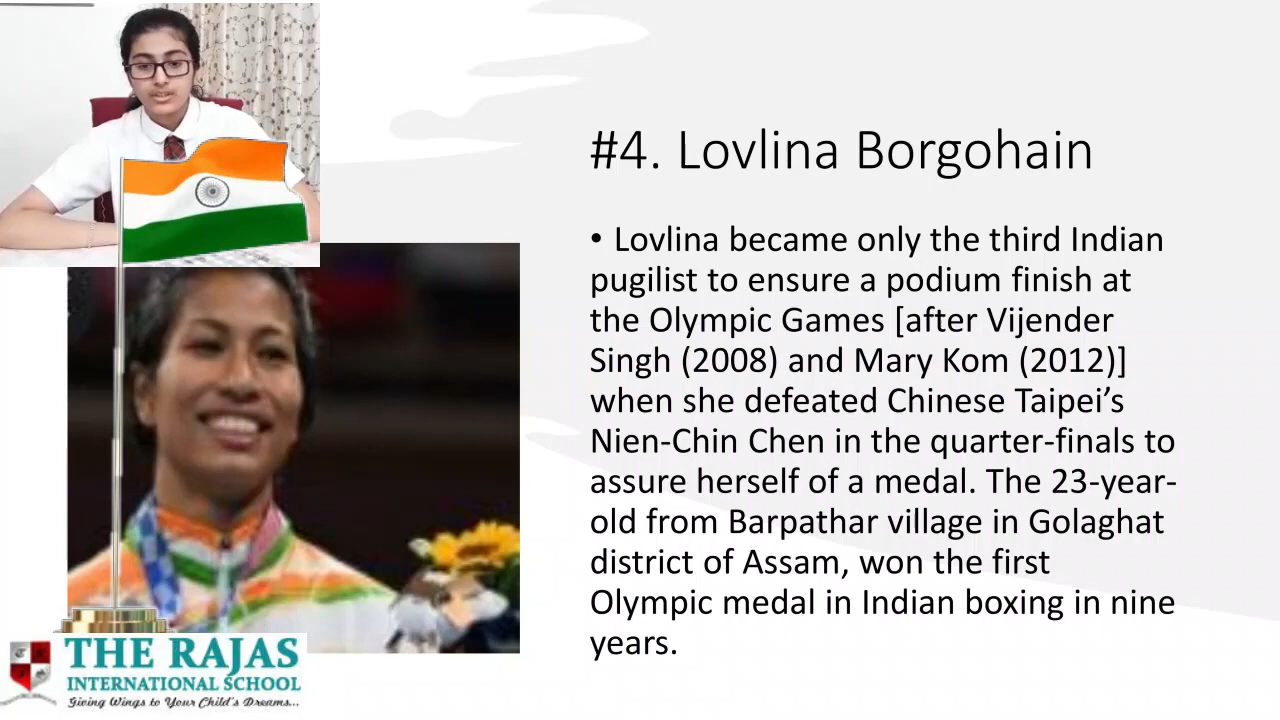 #4. Lovlina Borgohain
• Lovlina became only the third Indian
pugilist to ensure a podium finish at
the Olympic Games [after Vijender
Singh (2008) and Mary Kom (2012)]
when she defeated Chinese Taipei’s
Nien-Chin Chen in the quarter-finals to
assure herself of a medal. The 23-year-
old from Barpathar village in Golaghat
district of Assam, won the first
Olympic medal in Indian boxing in nine
years.
THE RAJAS
INTERNATIONAL SCHOOL
Giving Wings to Your Child's Dreams...